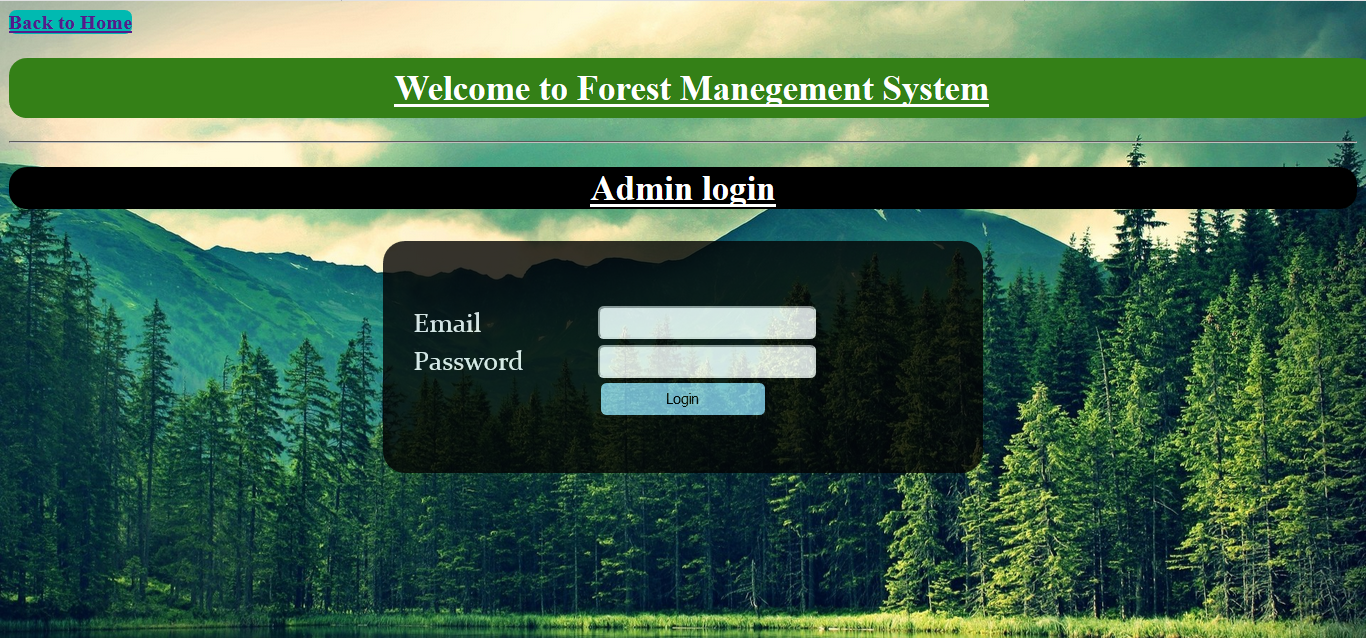 Back to Home
Welcome to Forest Manegement System
Admin login
Email
Password
Login